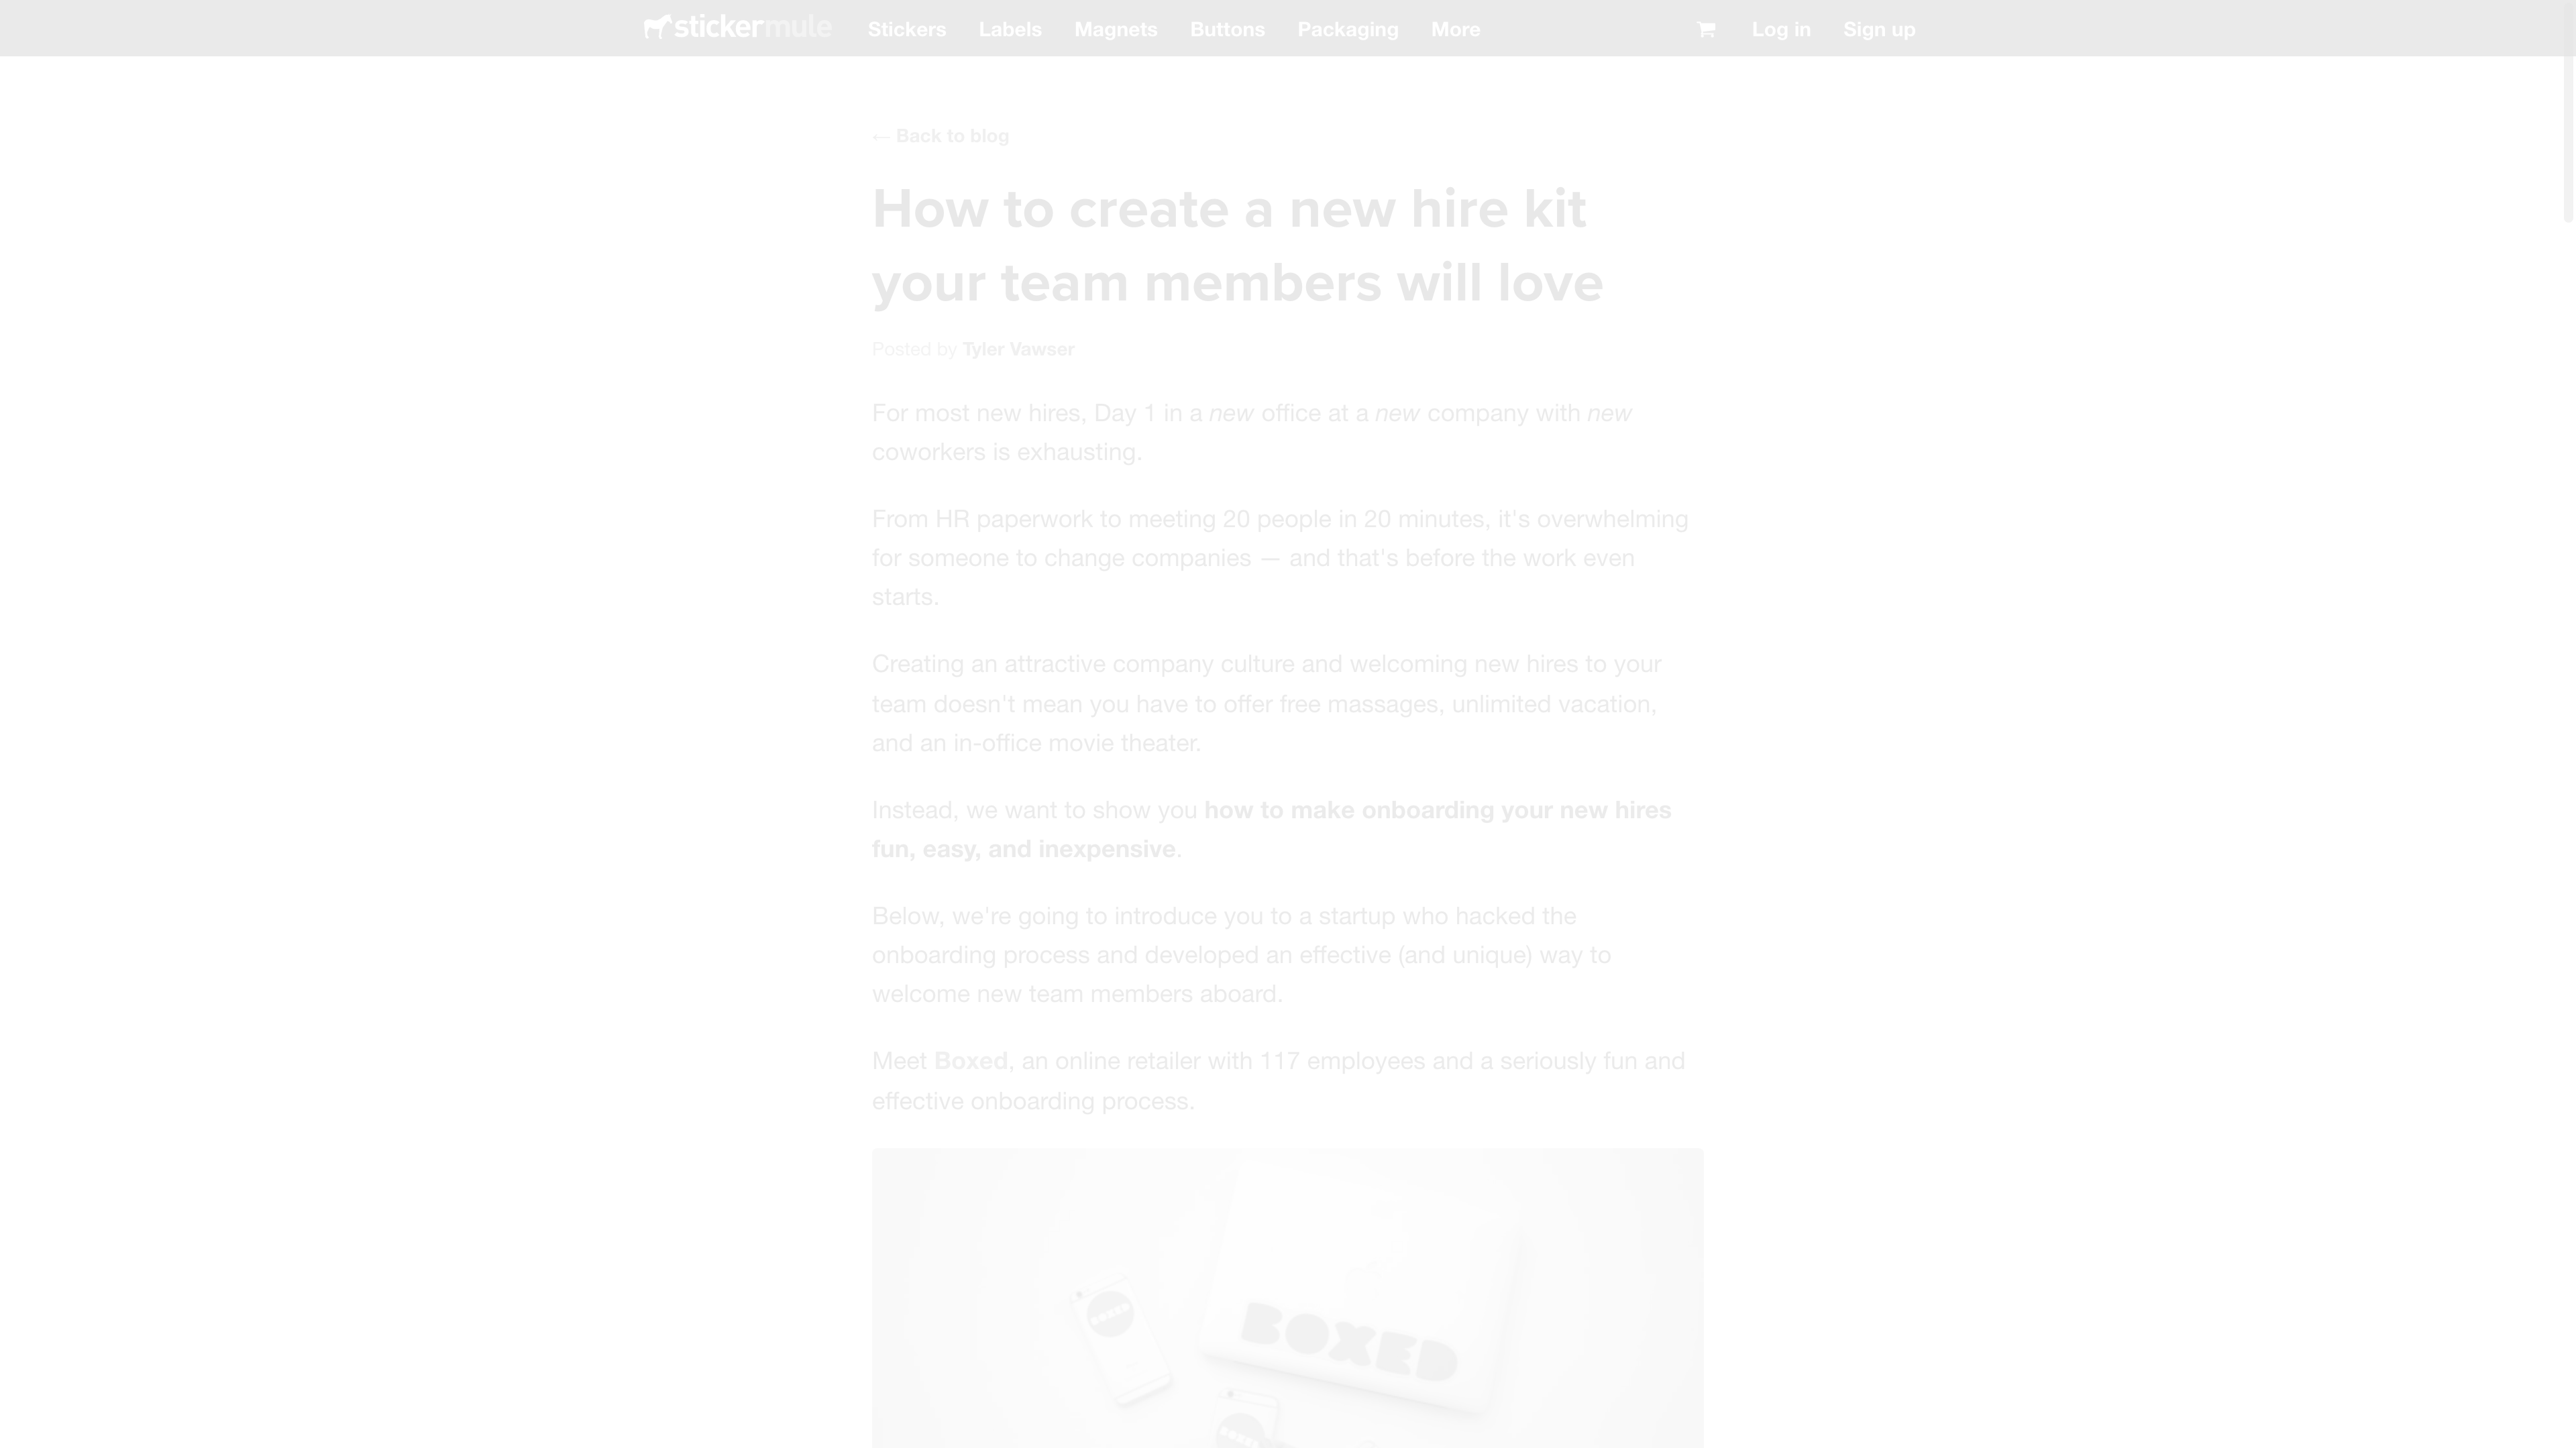 stickermule Stickers Labels Magnets Buttons Packaging More Log in Sign up
← Back to blog
How to create a new hire kit
your team members will love
Posted by Tyler Vawser
For most new hires, Day 1 in a new office at a new company with new
coworkers is exhausting.
From HR paperwork to meeting 20 people in 20 minutes, it's overwhelming
for someone to change companies — and that's before the work even
starts.
Creating an attractive company culture and welcoming new hires to your
team doesn't mean you have to offer free massages, unlimited vacation,
and an in-office movie theater.
Instead, we want to show you how to make onboarding your new hires
fun, easy, and inexpensive.
Below, we're going to introduce you to a startup who hacked the
onboarding process and developed an effective (and unique) way to
welcome new team members aboard.
Meet Boxed, an online retailer with 117 employees and a seriously fun and
effective onboarding process.
BOXED
BOXED
BOXED